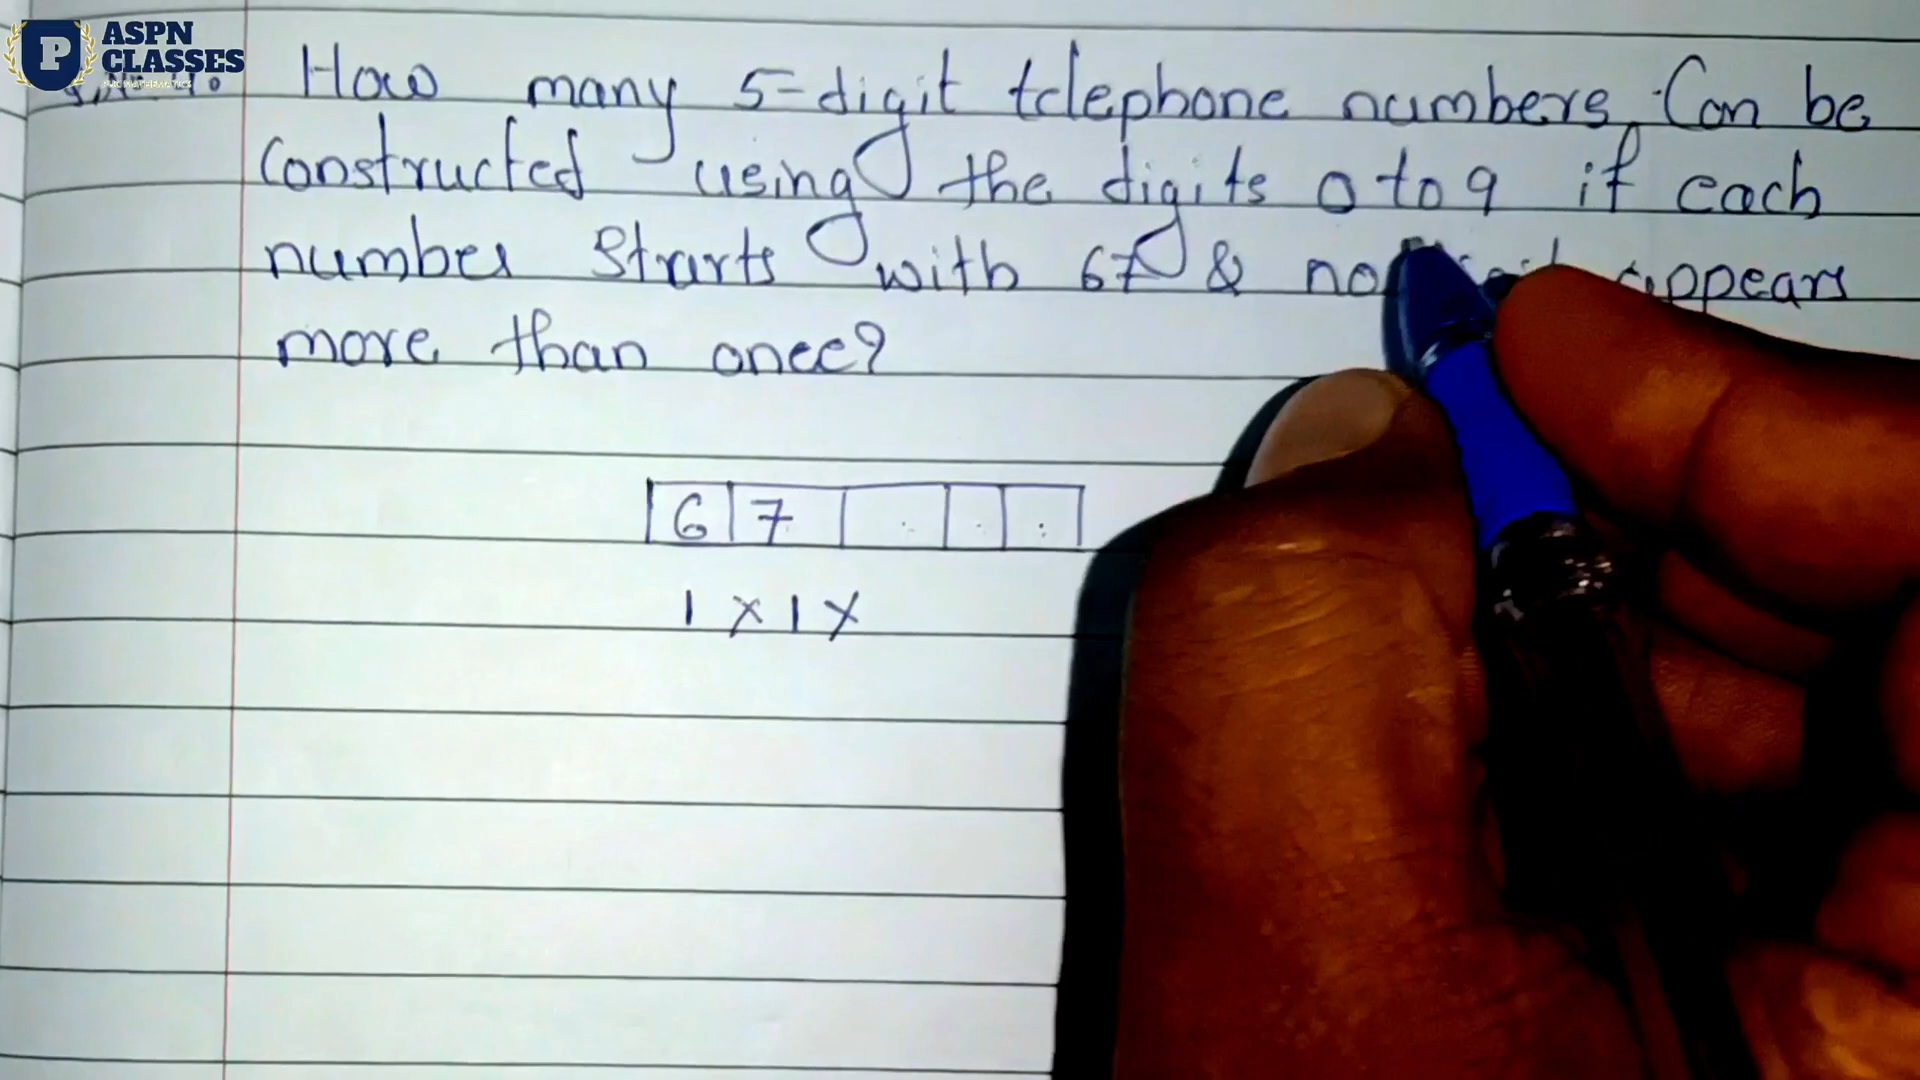 ASPN
CLASSES
How many 5-digit telephone numbers can be
constructed using the digits 0 to 9 if each
number starts with 67 & no appears
more than once?
6 7
1 × 1 ×